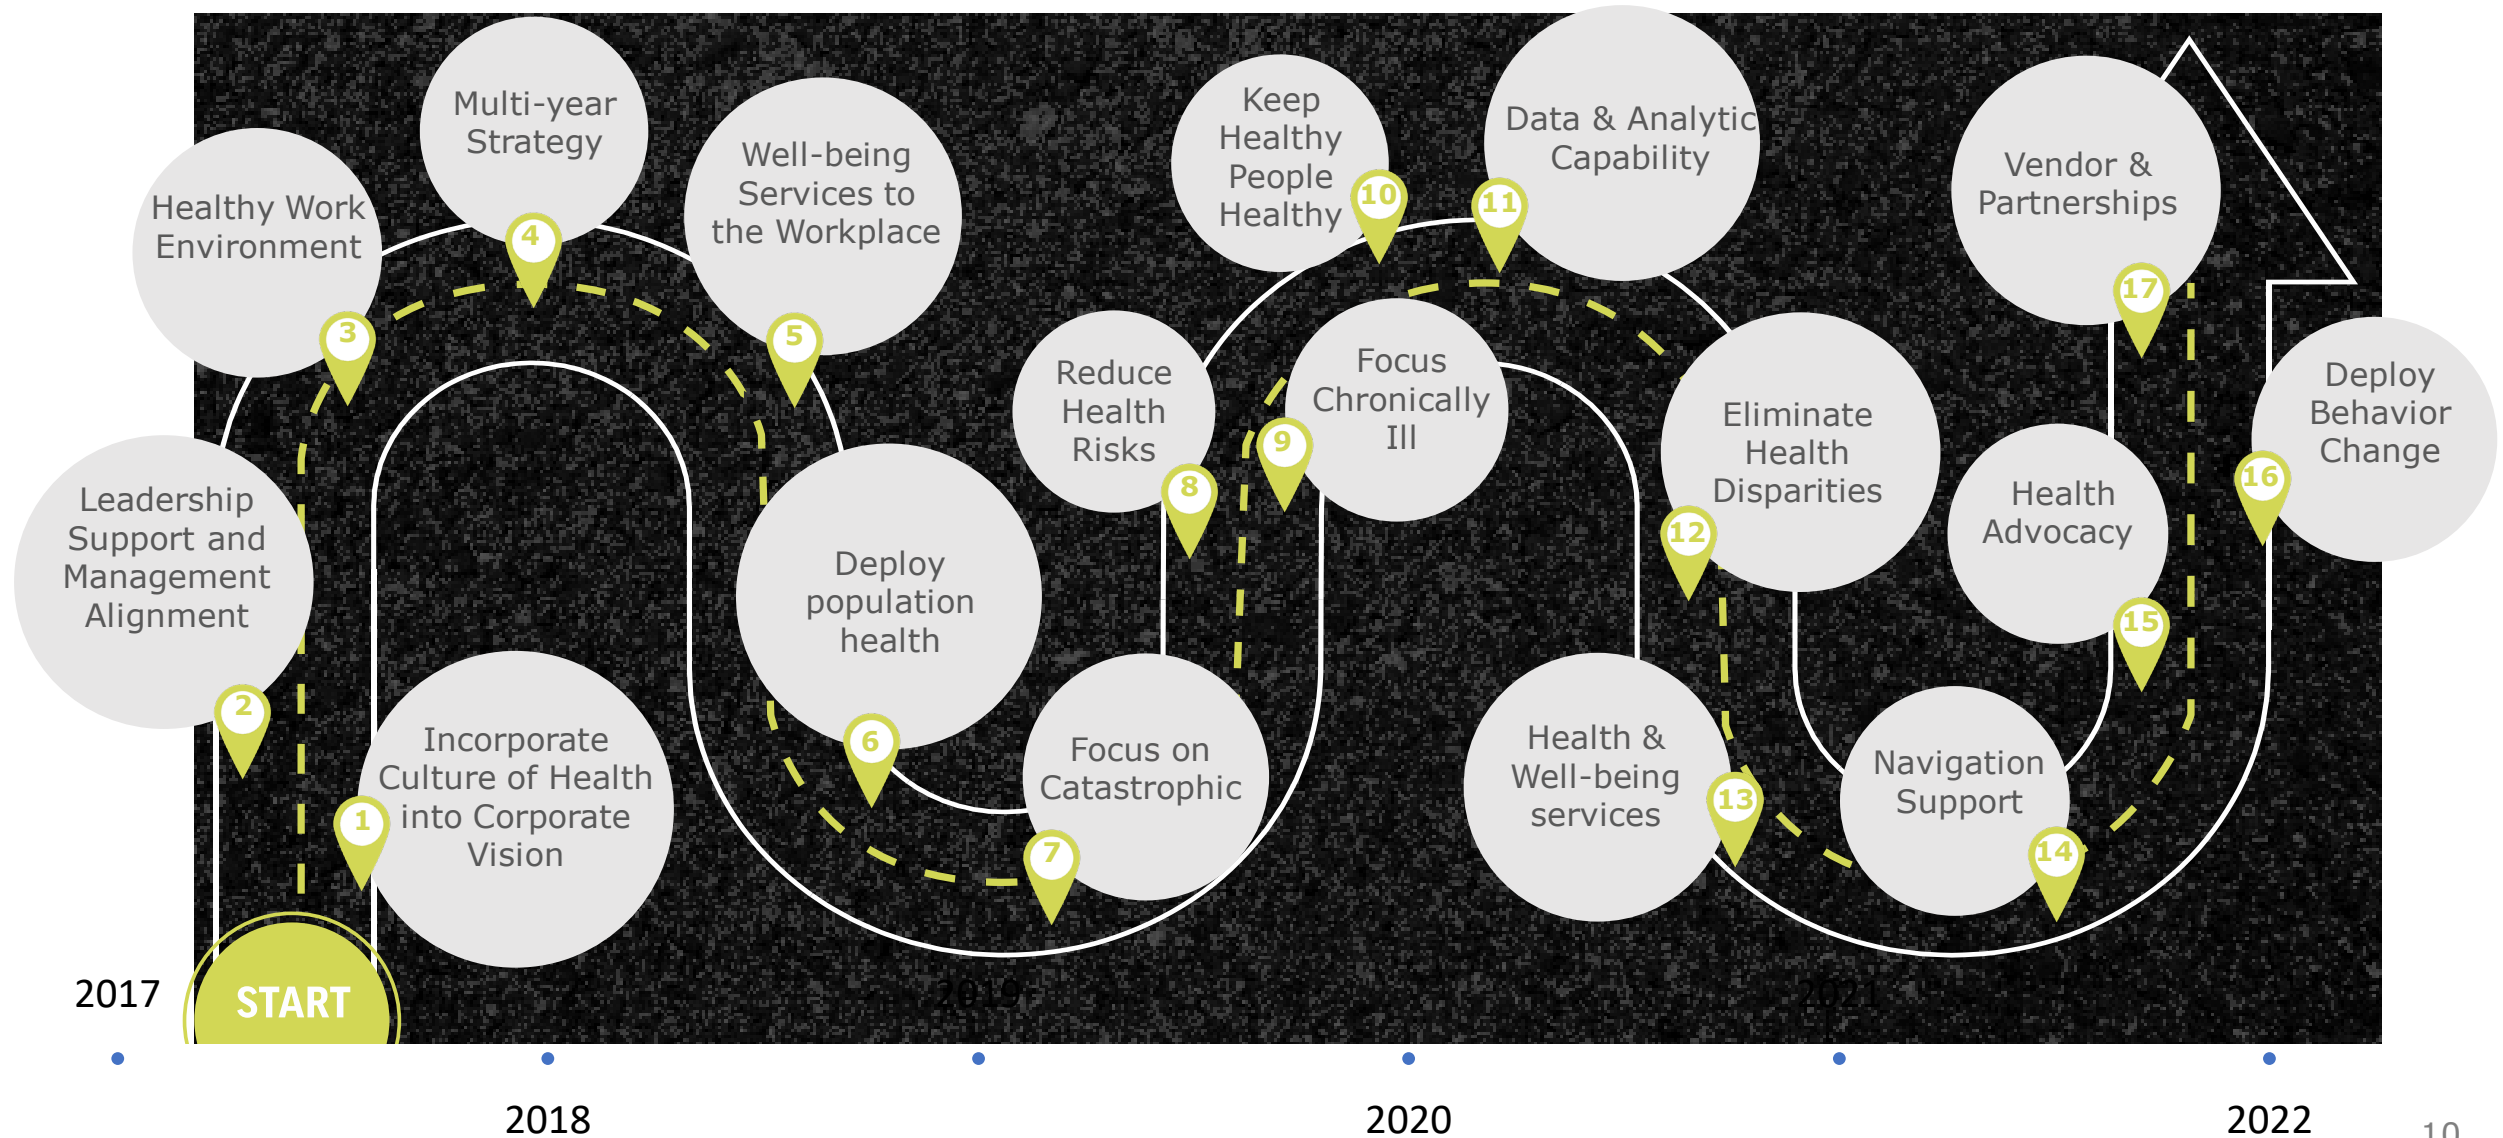 START
1
Incorporate
Culture of Health
into Corporate
Vision
2
Leadership
Support and
Management
Alignment
3
Healthy Work
Environment
4
Multi-year
Strategy
5
Well-being
Services to
the Workplace
6
Deploy
population
health
7
Focus on
Catastrophic
8
Reduce
Health
Risks
9
Focus
Chronically
Ill
10
Keep
Healthy
People
Healthy
11
Data & Analytic
Capability
12
Eliminate
Health
Disparities
13
Health &
Well-being
services
14
Navigation
Support
15
Health
Advocacy
16
Deploy
Behavior
Change
17
Vendor &
Partnerships
2017
2018
2019
2020
2021
2022
10